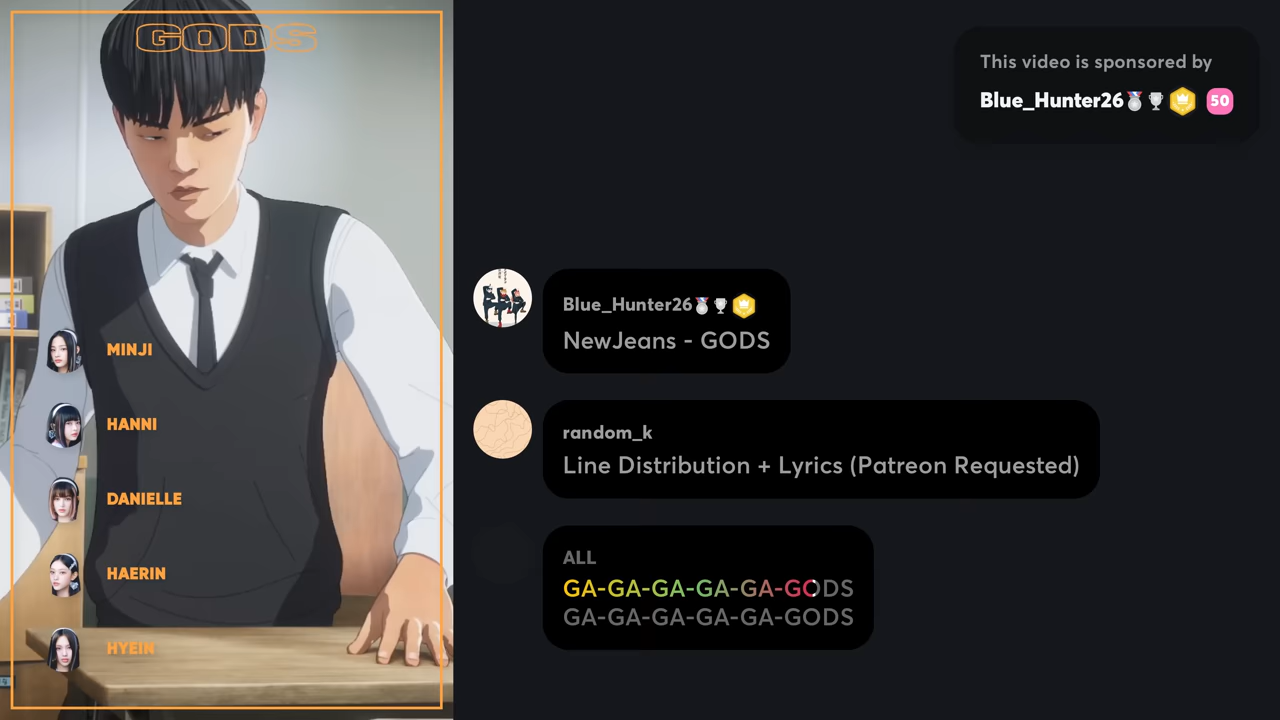 GODS
MINJI
HANNI
DANIELLE
HAERIN
HYEIN
This video is sponsored by
Blue_Hunter26 50
Blue_Hunter26
NewJeans - GODS
random_k
Line Distribution + Lyrics (Patreon Requested)
ALL
GA-GA-GA-GA-GA-GODS
GA-GA-GA-GA-GA-GODS